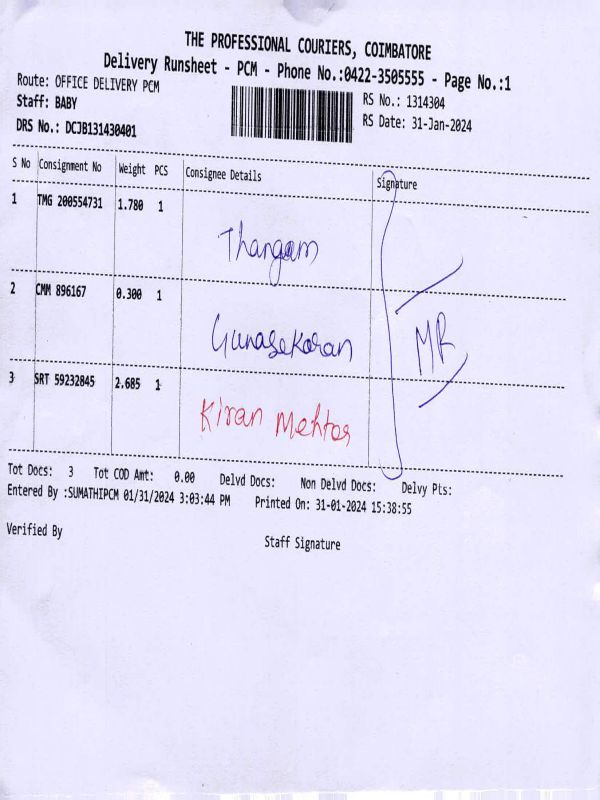 THE PROFESSIONAL COURIERS, COIMBATORE
Delivery Runsheet - PCM - Phone No.:0422-3505555 - Page No.:1
Route: OFFICE DELIVERY PCM
Staff: BABY
DRS No.: DCJB131430401
RS No.: 1314304
RS Date: 31-Jan-2024
S No Consignment No Weight PCS Consignee Details Signature
1 TMG 200554731 1.780 1 Thangam
2 CMM 896167 0.300 1 Gunasekaran
MR
3 SRT 59232845 2.685 1 Kiran Mehtas
Tot Docs: 3 Tot COD Amt: 0.00 Delvd Docs: Non Delvd Docs: Delvy Pts:
Entered By :SUMATHIPCM 01/31/2024 3:03:44 PM Printed On: 31-01-2024 15:38:55
Verified By
Staff Signature